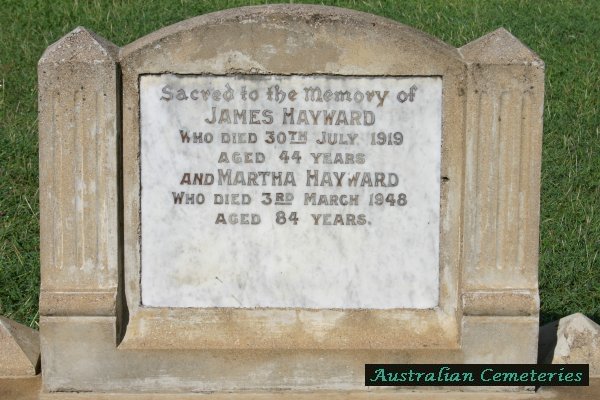 Sacred to the Memory of
JAMES HAYWARD
WHO DIED 30TH JULY 1919
AGED 44 YEARS
AND MARTHA HAYWARD
WHO DIED 3RD MARCH 1948
AGED 84 YEARS.
Australian Cemeteries